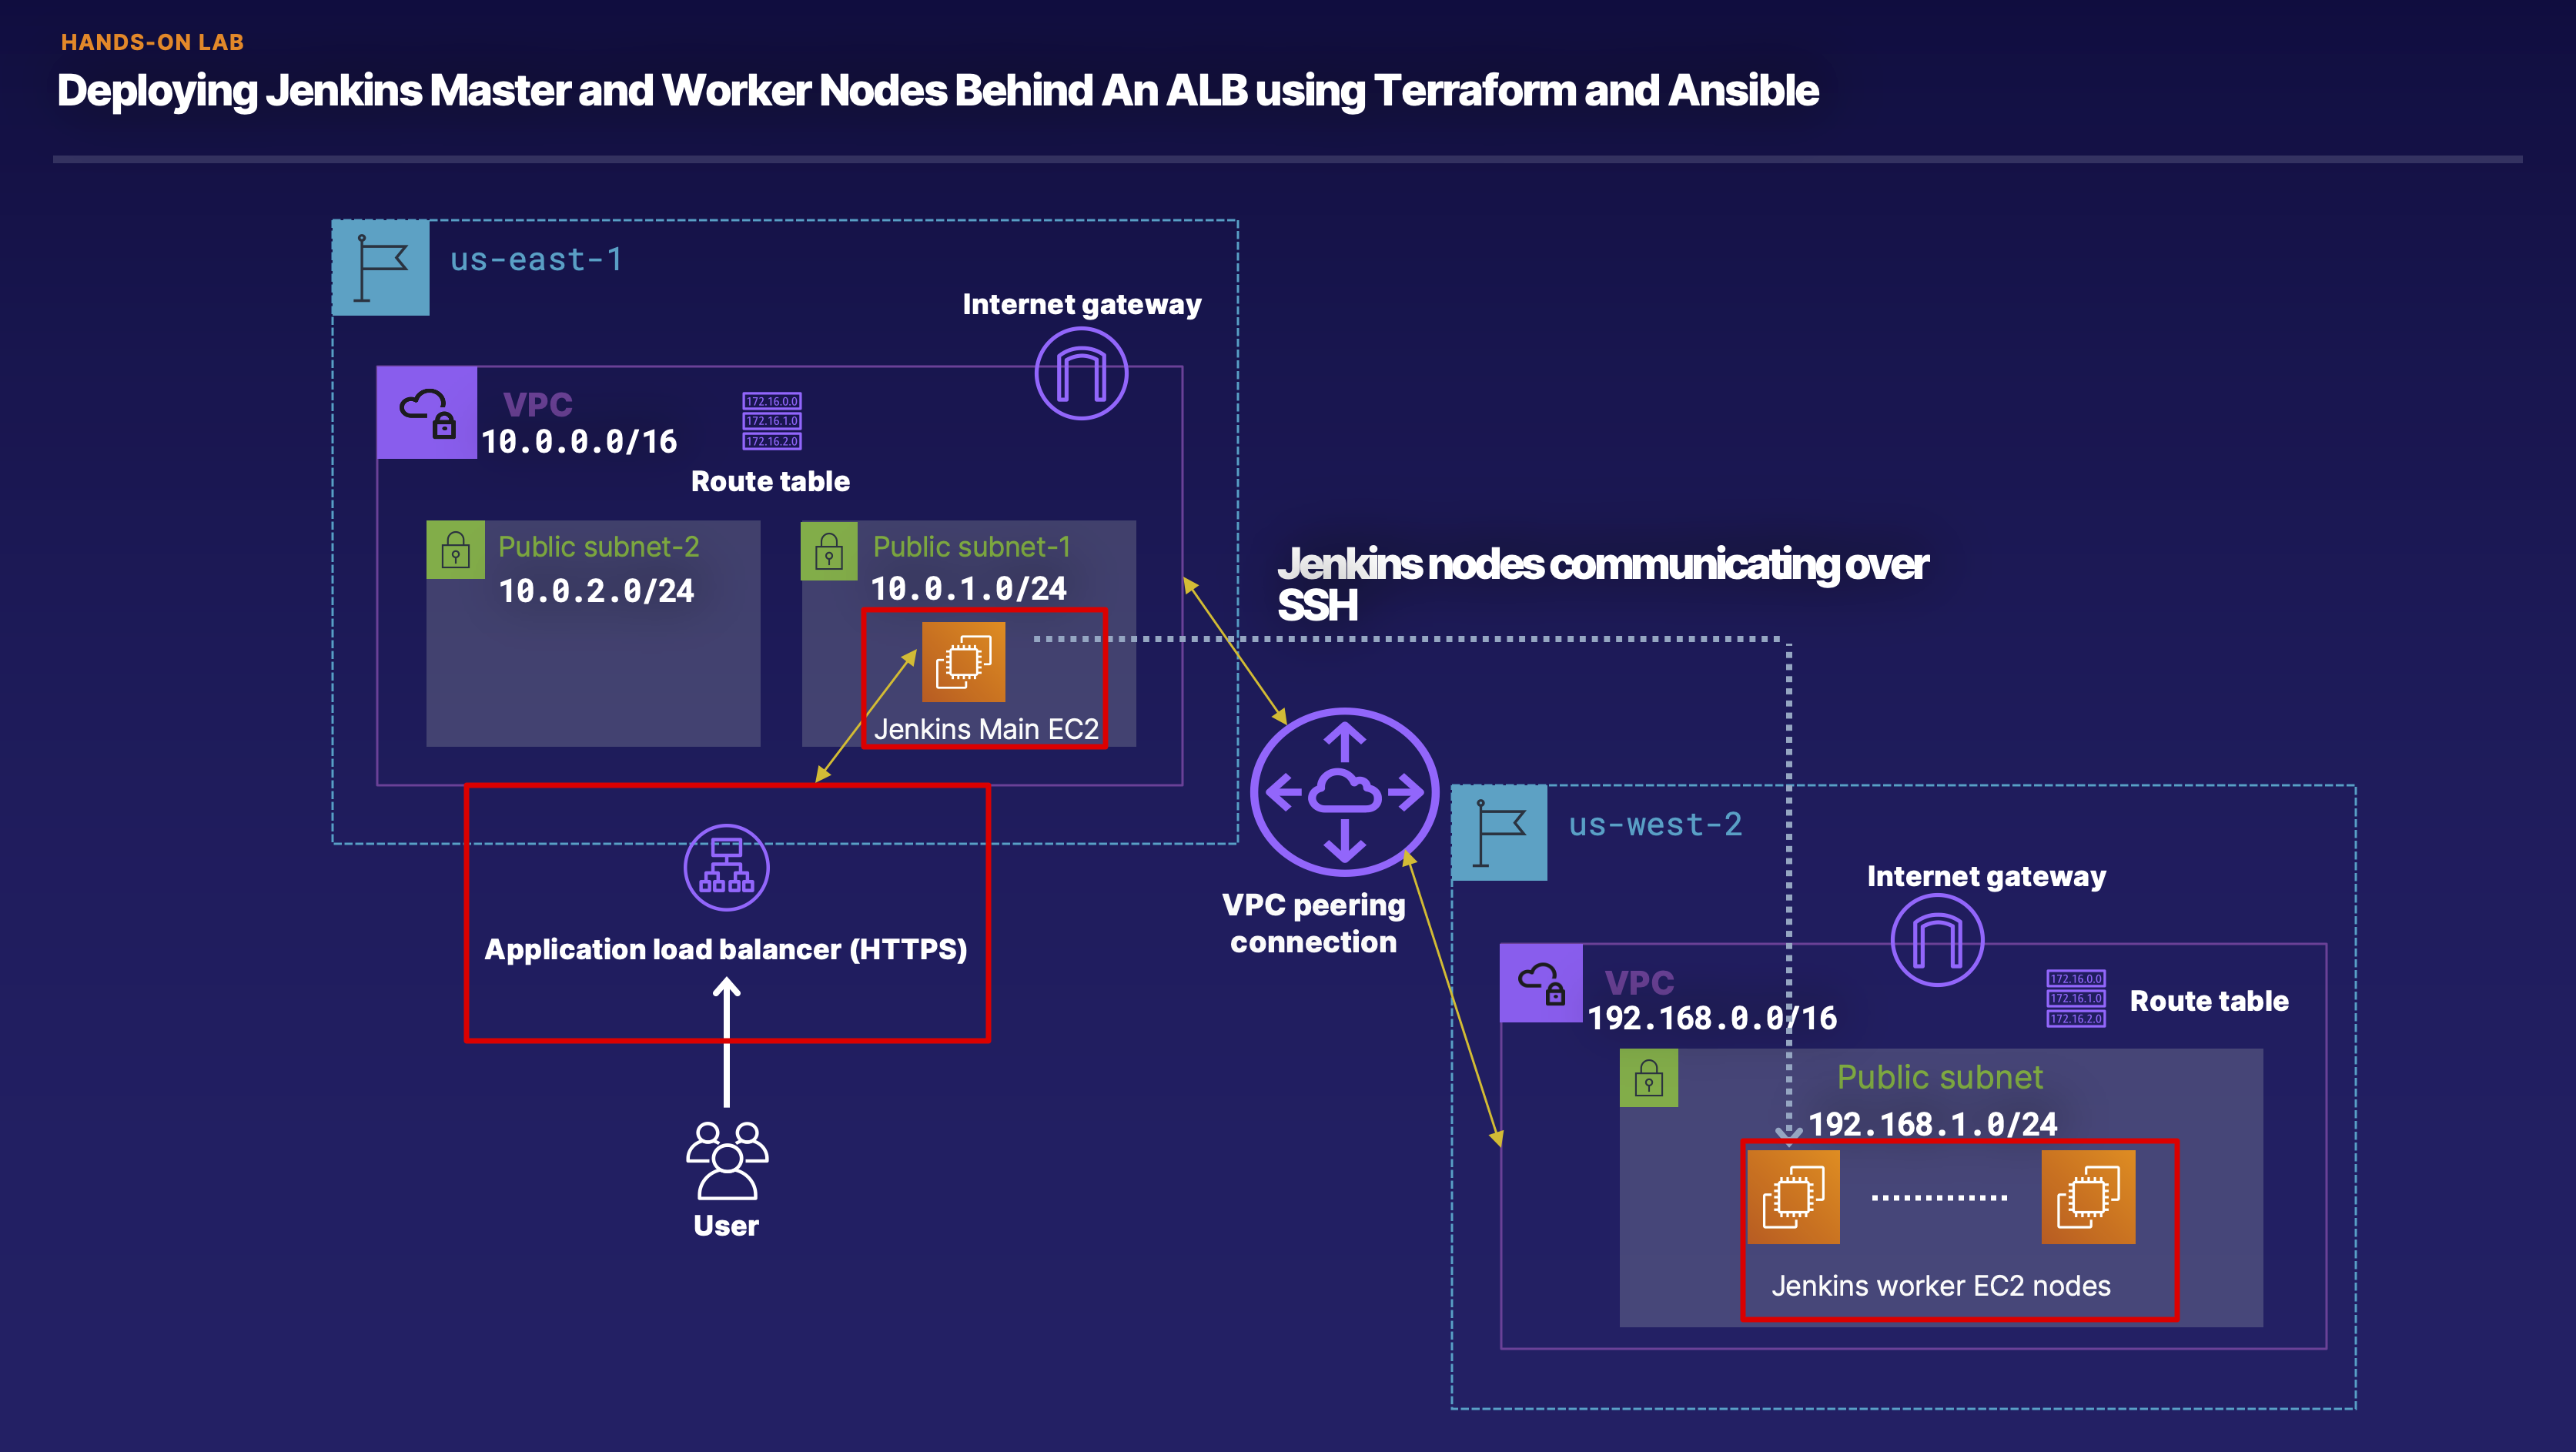 HANDS-ON LAB
Deploying Jenkins Master and Worker Nodes Behind An ALB using Terraform and Ansible
us-east-1
Internet gateway
VPC
10.0.0.0/16
172.16.0.0
172.16.1.0
172.16.2.0
Route table
Public subnet-2
10.0.2.0/24
Public subnet-1
10.0.1.0/24
Jenkins Main EC2
Jenkins nodes communicating over
SSH
Application load balancer (HTTPS)
User
VPC peering
connection
us-west-2
Internet gateway
VPC
192.168.0.0/16
172.16.0.0
172.16.1.0
172.16.2.0
Route table
Public subnet
192.168.1.0/24
Jenkins worker EC2 nodes